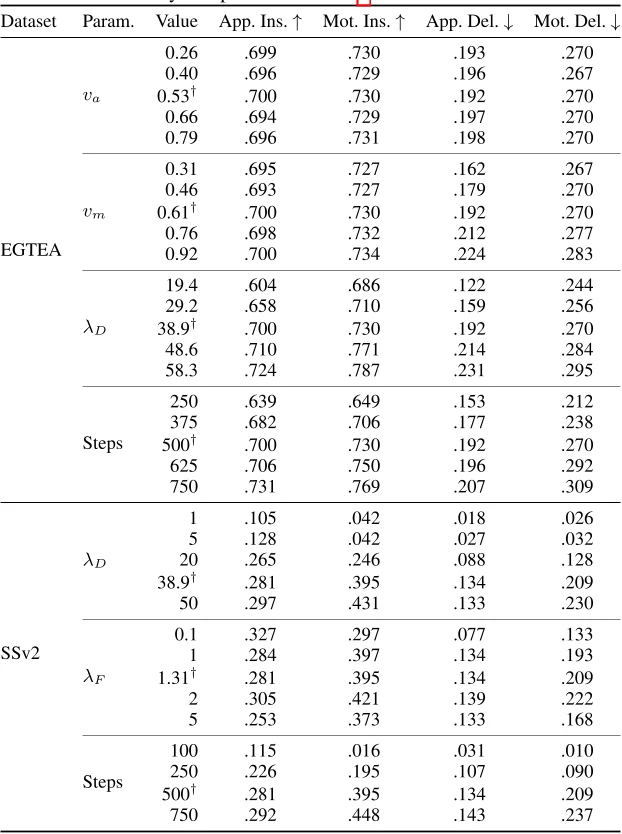 Dataset Param. Value App. Ins. ↑ Mot. Ins. ↑ App. Del. ↓ Mot. Del. ↓
0.26 .699 .730 .193 .270
0.40 .696 .729 .196 .267
v_a 0.53† .700 .730 .192 .270
0.66 .694 .729 .197 .270
0.79 .696 .731 .198 .270
0.31 .695 .727 .162 .267
0.46 .693 .727 .179 .270
v_m 0.61† .700 .730 .192 .270
0.76 .698 .732 .212 .277
EGTEA 0.92 .700 .734 .224 .283
19.4 .604 .686 .122 .244
29.2 .658 .710 .159 .256
λ_D 38.9† .700 .730 .192 .270
48.6 .710 .771 .214 .284
58.3 .724 .787 .231 .295
250 .639 .649 .153 .212
375 .682 .706 .177 .238
Steps 500† .700 .730 .192 .270
625 .706 .750 .196 .292
750 .731 .769 .207 .309
1 .105 .042 .018 .026
5 .128 .042 .027 .032
λ_D 20 .265 .246 .088 .128
38.9† .281 .395 .134 .209
50 .297 .431 .133 .230
0.1 .327 .297 .077 .133
SSv2 1 .284 .397 .134 .193
λ_F 1.31† .281 .395 .134 .209
2 .305 .421 .139 .222
5 .253 .373 .133 .168
100 .115 .016 .031 .010
250 .226 .195 .107 .090
Steps 500† .281 .395 .134 .209
750 .292 .448 .143 .237